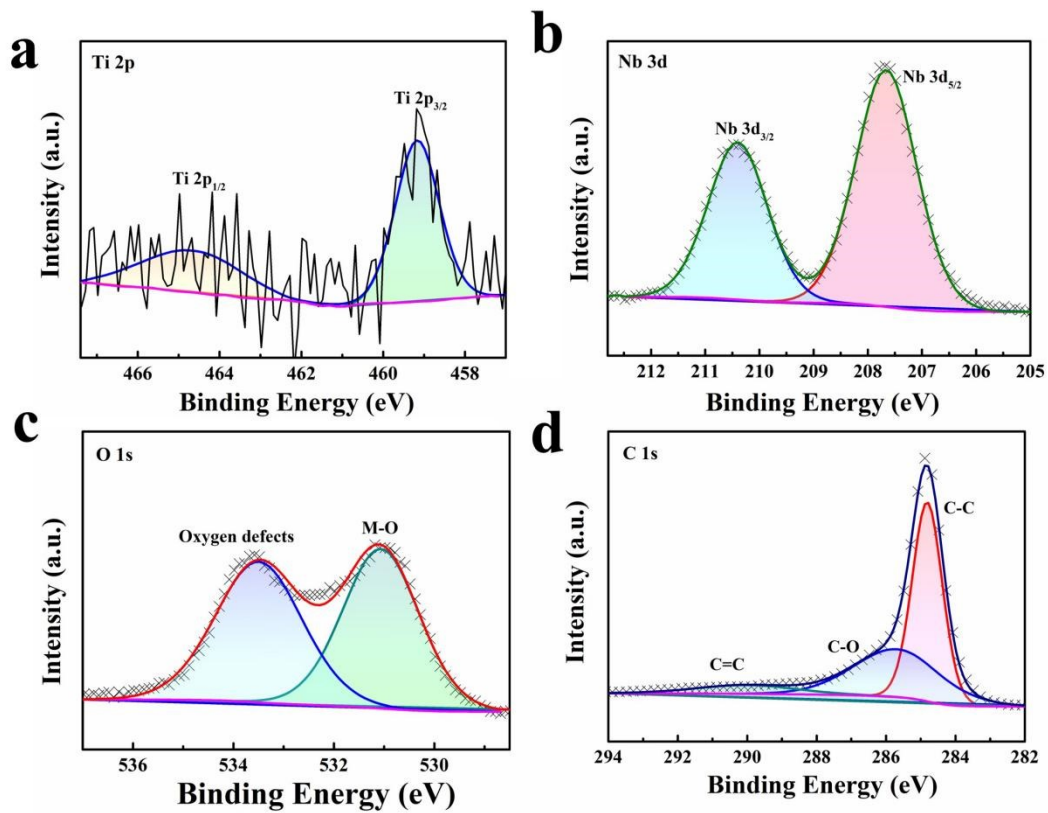 a
Ti 2p
Ti 2p1/2
Ti 2p3/2
Intensity (a.u.)
466 464 462 460 458
Binding Energy (eV)
b
Nb 3d
Nb 3d3/2
Nb 3d5/2
Intensity (a.u.)
212 211 210 209 208 207 206 205
Binding Energy (eV)
c
O 1s
Oxygen defects
M-O
Intensity (a.u.)
536 534 532 530
Binding Energy (eV)
d
C 1s
C=C
C-O
C-C
Intensity (a.u.)
294 292 290 288 286 284 282
Binding Energy (eV)